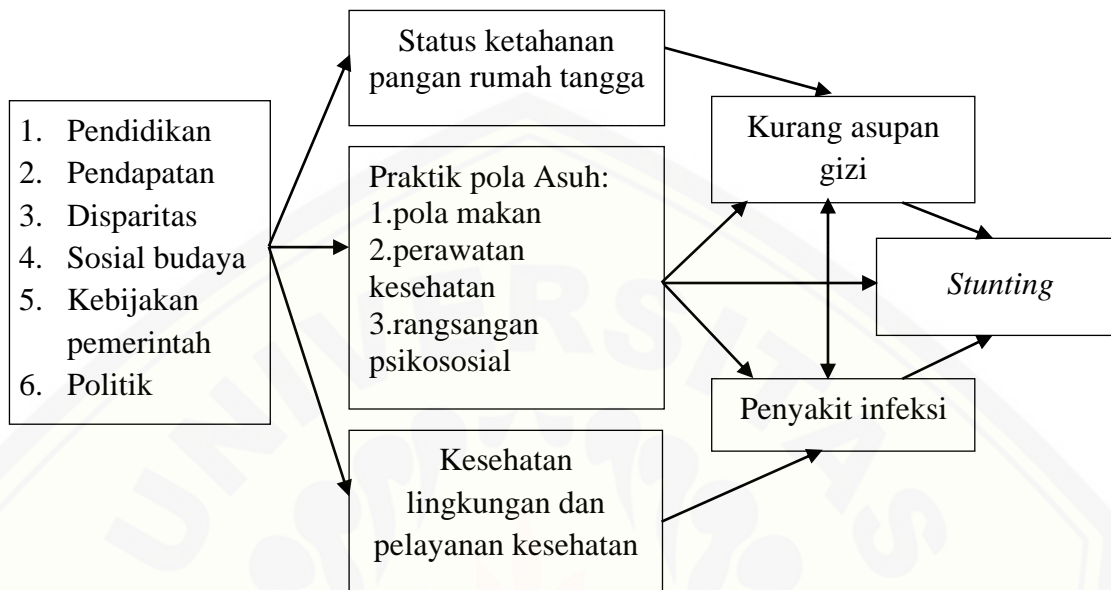 Status ketahanan
pangan rumah tangga
1. Pendidikan
2. Pendapatan
3. Disparitas
4. Sosial budaya
5. Kebijakan
pemerintah
6. Politik
Praktik pola Asuh:
1.pola makan
2.perawatan
kesehatan
3.rangsangan
psikososial
Kesehatan
lingkungan dan
pelayanan kesehatan
Kurang asupan
gizi
Penyakit infeksi
Stunting
UNIVERSITAS